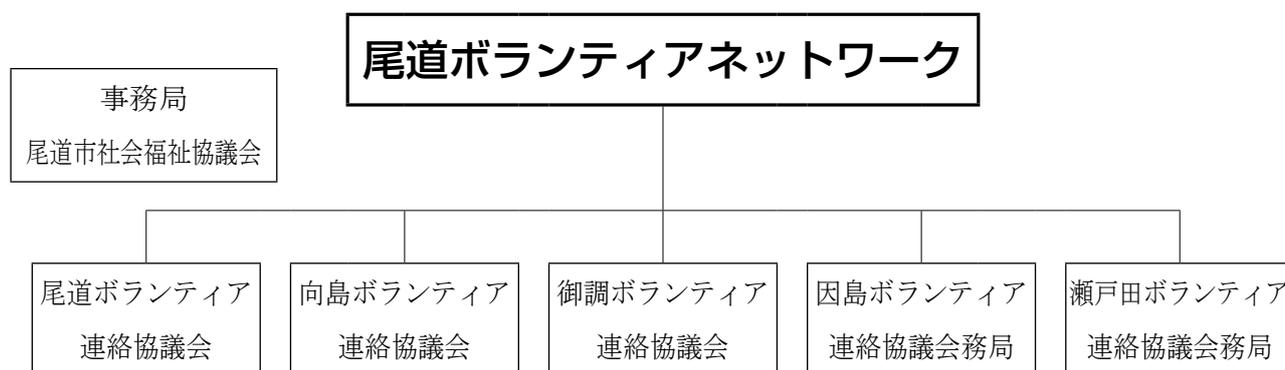 尾道ボランティアネットワーク
事務局
尾道市社会福祉協議会
尾道ボランティア
連絡協議会
向島ボランティア
連絡協議会
御調ボランティア
連絡協議会
因島ボランティア
連絡協議会務局
瀬戸田ボランティア
連絡協議会務局